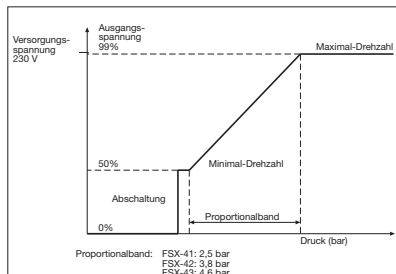 Versorgungs-
spannung
230 V
Ausgangs-
spannung
99%
Maximal-Drehzahl
50%
Minimal-Drehzahl
Abschaltung
Proportionalband
0%
Druck (bar)
Proportionalband: FSX-41: 2,5 bar
FSX-42: 3,8 bar
FSX-43: 4,6 bar